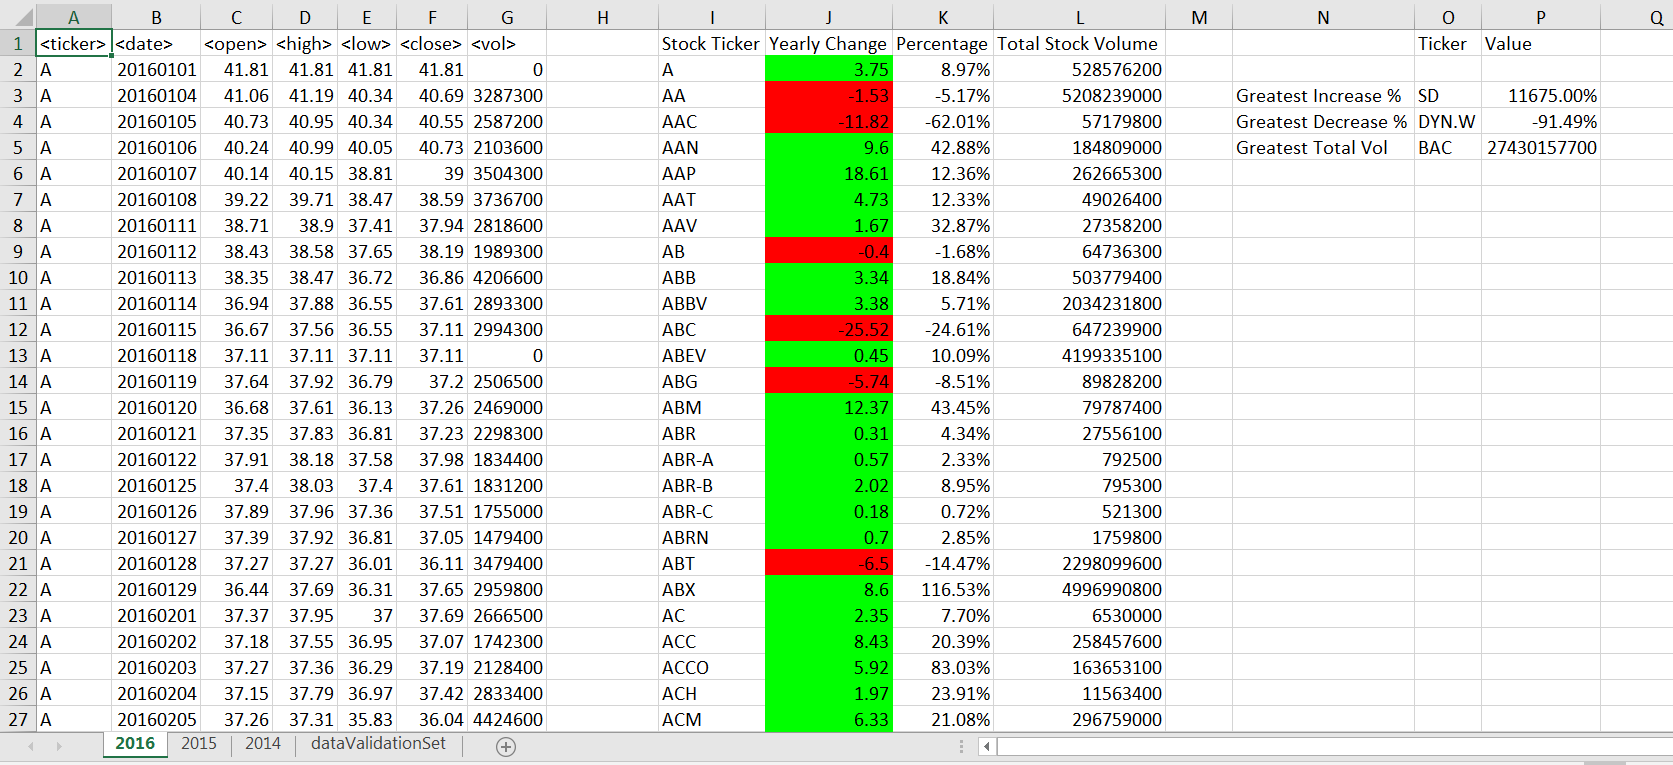 A B C D E F G H I J K L M N O P Q
1 <ticker> <date> <open> <high> <low> <close> <vol> Stock Ticker Yearly Change Percentage Total Stock Volume Ticker Value
2 A 20160101 41.81 41.81 41.81 41.81 0 A 3.75 8.97% 528576200
3 A 20160104 41.06 41.19 40.34 40.69 3287300 AA -1.53 -5.17% 5208239000 Greatest Increase % SD 11675.00%
4 A 20160105 40.73 40.95 40.34 40.55 2587200 AAC -11.82 -62.01% 57179800 Greatest Decrease % DYN.W -91.49%
5 A 20160106 40.24 40.99 40.05 40.73 2103600 AAN 9.6 42.88% 184809000 Greatest Total Vol BAC 27430157700
6 A 20160107 40.14 40.15 38.81 39 3504300 AAP 18.61 12.36% 262665300
7 A 20160108 39.22 39.71 38.47 38.59 3736700 AAT 4.73 12.33% 49026400
8 A 20160111 38.71 38.9 37.41 37.94 2818600 AAV 1.67 32.87% 27358200
9 A 20160112 38.43 38.58 37.65 38.19 1989300 AB -0.4 -1.68% 64736300
10 A 20160113 38.35 38.47 36.72 36.86 4206600 ABB 3.34 18.84% 503779400
11 A 20160114 36.94 37.88 36.55 37.61 2893300 ABBV 3.38 5.71% 2034231800
12 A 20160115 36.67 37.56 36.55 37.11 2994300 ABC -25.52 -24.61% 647239900
13 A 20160118 37.11 37.11 37.11 37.11 0 ABEV 0.45 10.09% 4199335100
14 A 20160119 37.64 37.92 36.79 37.2 2506500 ABG -5.74 -8.51% 89828200
15 A 20160120 36.68 37.61 36.13 37.26 2469000 ABM 12.37 43.45% 79787400
16 A 20160121 37.35 37.83 36.81 37.23 2298300 ABR 0.31 4.34% 27556100
17 A 20160122 37.91 38.18 37.58 37.98 1834400 ABR-A 0.57 2.33% 792500
18 A 20160125 37.4 38.03 37.4 37.61 1831200 ABR-B 2.02 8.95% 795300
19 A 20160126 37.89 37.96 37.36 37.51 1755000 ABR-C 0.18 0.72% 521300
20 A 20160127 37.39 37.92 36.81 37.05 1479400 ABRN 0.7 2.85% 1759800
21 A 20160128 37.27 37.27 36.01 36.11 3479400 ABT -6.5 -14.47% 2298099600
22 A 20160129 36.44 37.69 36.31 37.65 2959800 ABX 8.6 116.53% 4996990800
23 A 20160201 37.37 37.95 37 37.69 2666500 AC 2.35 7.70% 6530000
24 A 20160202 37.18 37.55 36.95 37.07 1742300 ACC 8.43 20.39% 258457600
25 A 20160203 37.27 37.36 36.29 37.19 2128400 ACCO 5.92 83.03% 163653100
26 A 20160204 37.15 37.79 36.97 37.42 2833400 ACH 1.97 23.91% 11563400
27 A 20160205 37.26 37.31 35.83 36.04 4424600 ACM 6.33 21.08% 296759000
2016 2015 2014 dataValidationSet